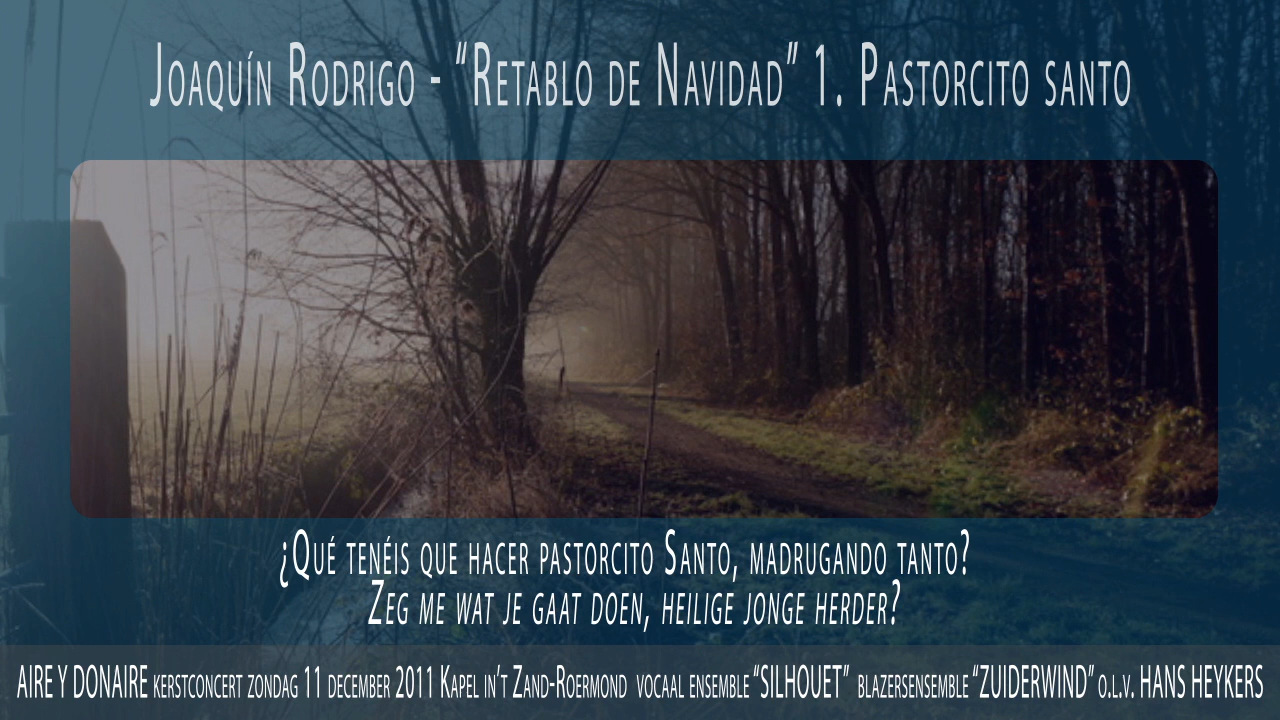 Joaquín Rodrigo - “Retablo de Navidad” 1. Pastorcito santo
¿Qué tenéis que hacer pastorcito Santo, madrugando tanto?
Zeg me wat je gaat doen, heilige jonge herder?
AIRE Y DONAIRE kerstconcert zondag 11 december 2011 Kapel in’t Zand-Roermond vocaal ensemble “SILHOUET” blazersensemble “ZUIDERWIND” o.l.v. HANS HEYKERS